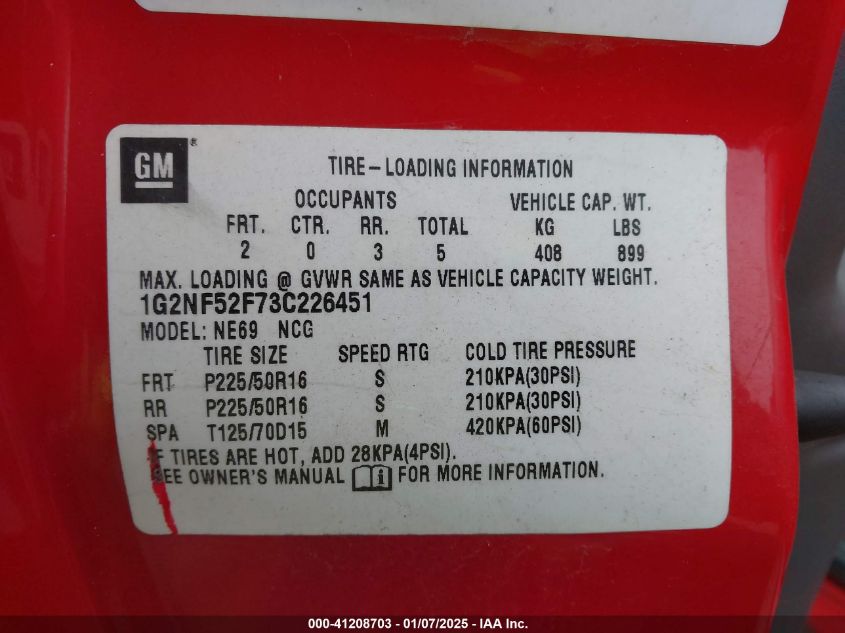 GM®
TIRE-LOADING INFORMATION
OCCUPANTS VEHICLE CAP. WT.
FRT. CTR. RR. TOTAL KG LBS
2 0 3 5 408 899
MAX. LOADING @ GVWR SAME AS VEHICLE CAPACITY WEIGHT.
1G2NF52F73C226451
MODEL: NE69 NCG
TIRE SIZE SPEED RTG COLD TIRE PRESSURE
FRT P225/50R16 S 210KPA(30PSI)
RR P225/50R16 S 210KPA(30PSI)
SPA T125/70D15 M 420KPA(60PSI)
IF TIRES ARE HOT, ADD 28KPA(4PSI).
SEE OWNER'S MANUAL i FOR MORE INFORMATION.
000-41208703 - 01/07/2025 - IAA Inc.